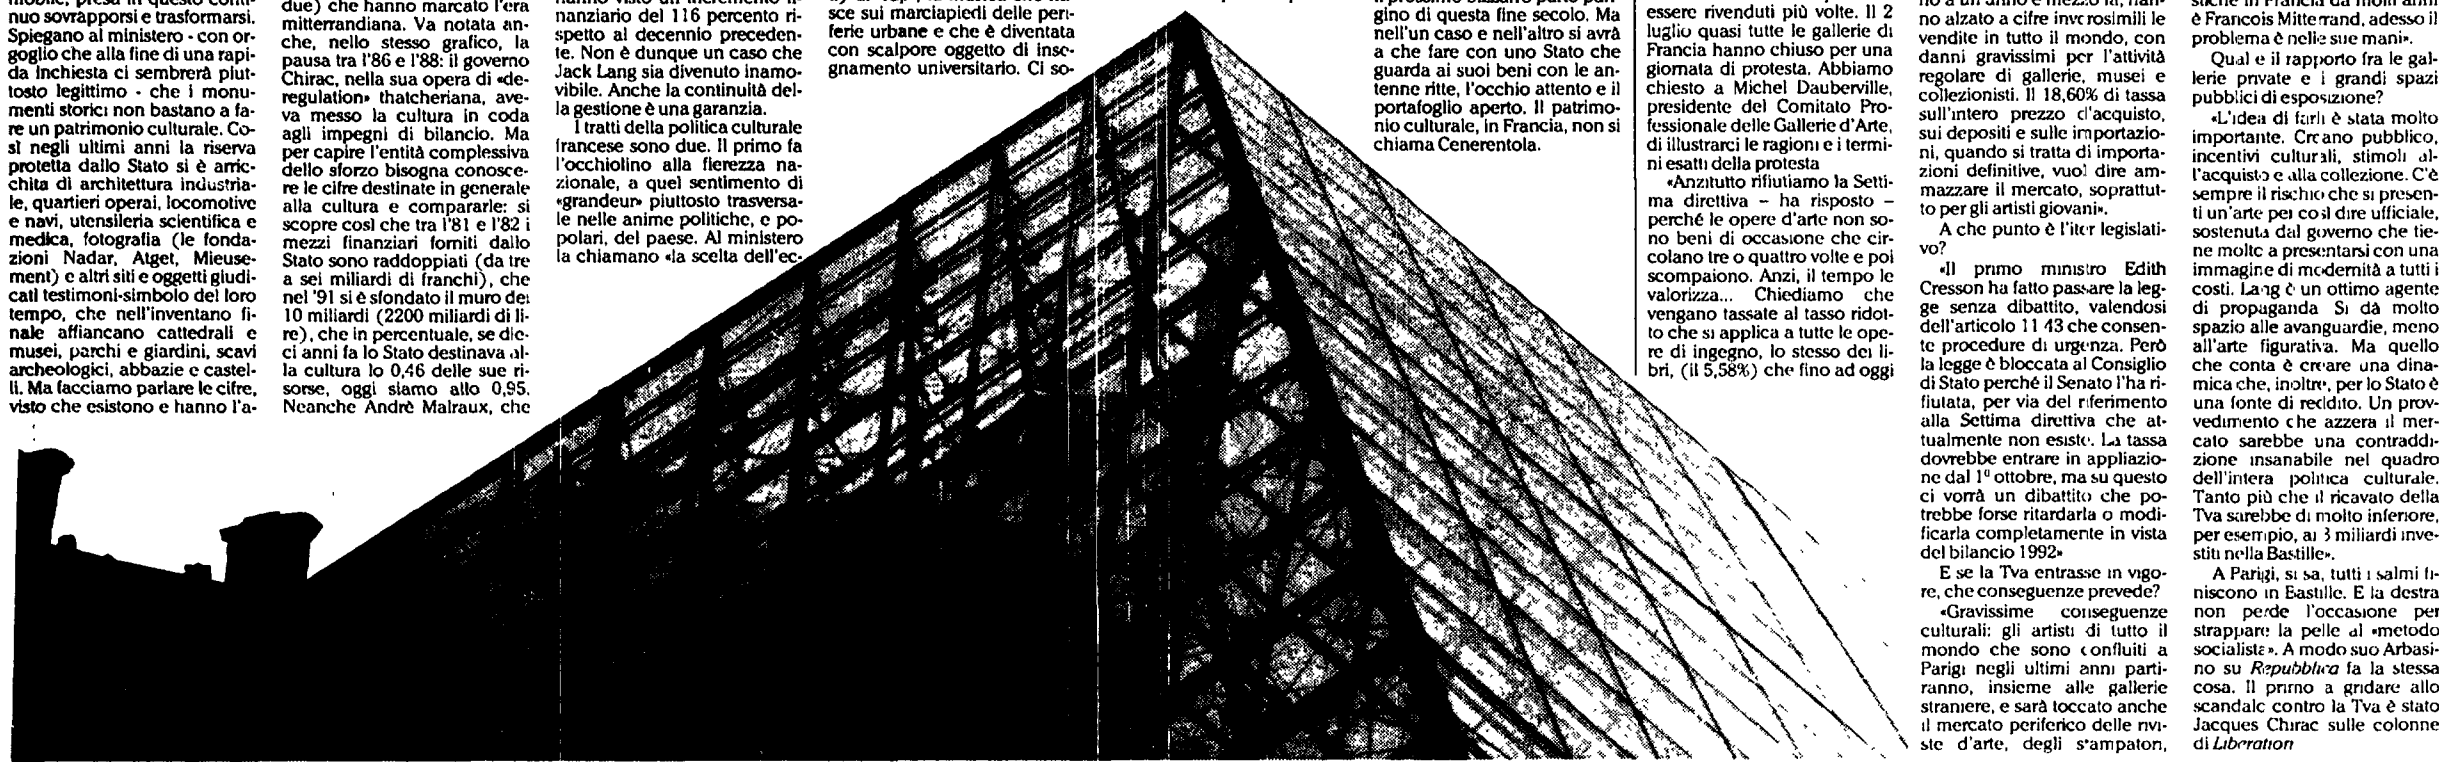 nuo sovrapporsi e trasformarsi.
Spiegano al ministero - con or-
goglio che alla fine di una rapi-
da inchiesta ci sembrerà piut-
tosto legittimo - che i monu-
menti storici non bastano a fa-
re un patrimonio culturale. Co-
sì negli ultimi anni la riserva
protetta dallo Stato si è arric-
chita di architettura industria-
le, quartieri operai, locomotive
e navi, utensileria scientifica e
medica, fotografia (le fonda-
zioni Nadar, Atget, Mieuse-
ment) e altri siti e oggetti giudi-
cati testimoni-simbolo del loro
tempo, che nell'inventario fi-
nale affiancano cattedrali e
musei, parchi e giardini, scavi
archeologici, abbazie e castel-
li. Ma facciamo parlare le cifre,
visto che esistono e hanno l'a-
due) che hanno marcato l'era
mitterrandiana. Va notata an-
che, nello stesso grafico, la
pausa tra l'86 e l'88: il governo
Chirac, nella sua opera di «de-
regulation» thatcheriana, ave-
va messo la cultura in coda
agli impegni di bilancio. Ma
per capire l'entità complessiva
dello sforzo bisogna conosce-
re le cifre destinate in generale
alla cultura e compararle: si
scopre così che tra l'81 e l'82 i
mezzi finanziari forniti dallo
Stato sono raddoppiati (da tre
a sei miliardi di franchi), che
nel '91 si è sfondato il muro dei
10 miliardi (2200 miliardi di li-
re), che in percentuale, se die-
ci anni fa lo Stato destinava al-
la cultura lo 0,46 delle sue ri-
sorse, oggi siamo allo 0,95.
Neanche Andrè Malraux, che
nanziario del 116 percento ri-
spetto al decennio preceden-
te. Non è dunque un caso che
Jack Lang sia divenuto inamo-
vibile. Anche la continuità del-
la gestione è una garanzia.
I tratti della politica culturale
francese sono due. Il primo fa
l'occhiolino alla fierezza na-
zionale, a quel sentimento di
«grandeur» piuttosto trasversa-
le nelle anime politiche, e po-
polari, del paese. Al ministero
la chiamano «la scelta dell'ec-
sce sui marciapiedi delle peri-
ferie urbane e che è diventata
con scalpore oggetto di inse-
gnamento universitario. Ci so-
gino di questa fine secolo. Ma
nell'un caso e nell'altro si avrà
a che fare con uno Stato che
guarda ai suoi beni con le an-
tenne ritte, l'occhio attento e il
portafoglio aperto. Il patrimo-
nio culturale, in Francia, non si
chiama Cenerentola.
essere rivenduti più volte. Il 2
luglio quasi tutte le gallerie di
Francia hanno chiuso per una
giornata di protesta. Abbiamo
chiesto a Michel Dauberville,
presidente del Comitato Pro-
fessionale delle Gallerie d'Arte,
di illustrarci le ragioni e i termi-
ni esatti della protesta
«Anzitutto rifiutiamo la Setti-
ma direttiva – ha risposto –
perché le opere d'arte non so-
no beni di occasione che cir-
colano tre o quattro volte e poi
scompaiono. Anzi, il tempo le
valorizza... Chiediamo che
vengano tassate al tasso ridot-
to che si applica a tutte le ope-
re di ingegno, lo stesso dei li-
bri, (il 5,58%) che fino ad oggi
no alzato a cifre inverosimili le
vendite in tutto il mondo, con
danni gravissimi per l'attività
regolare di gallerie, musei e
collezionisti. Il 18,60% di tassa
sull'intero prezzo d'acquisto,
sui depositi e sulle importazio-
ni, quando si tratta di importa-
zioni definitive, vuol dire am-
mazzare il mercato, soprattut-
to per gli artisti giovani».
A che punto è l'iter legislati-
vo?
«Il primo ministro Edith
Cresson ha fatto passare la leg-
ge senza dibattito, valendosi
dell'articolo 11 43 che consen-
te procedure di urgenza. Però
la legge è bloccata al Consiglio
di Stato perché il Senato l'ha ri-
fiutata, per via del riferimento
alla Settima direttiva che at-
tualmente non esiste. La tassa
dovrebbe entrare in appliazio-
ne dal 1º ottobre, ma su questo
ci vorrà un dibattito che po-
trebbe forse ritardarla o modi-
ficarla completamente in vista
del bilancio 1992»
E se la Tva entrasse in vigo-
re, che conseguenze prevede?
«Gravissime conseguenze
culturali: gli artisti di tutto il
mondo che sono confluiti a
Parigi negli ultimi anni parti-
ranno, insieme alle gallerie
straniere, e sarà toccato anche
il mercato periferico delle rivi-
ste d'arte, degli stampatori,
è Francois Mitterrand, adesso il
problema è nelle sue mani».
Qual e il rapporto fra le gal-
lerie private e i grandi spazi
pubblici di esposizione?
«L'idea di farli è stata molto
importante. Creano pubblico,
incentivi culturali, stimoli al-
l'acquisto e alla collezione. C'è
sempre il rischio che si presen-
ti un'arte per così dire ufficiale,
sostenuta dal governo che tie-
ne molto a presentarsi con una
immagine di modernità a tutti i
costi. Lang è un ottimo agente
di propaganda Si dà molto
spazio alle avanguardie, meno
all'arte figurativa. Ma quello
che conta è creare una dina-
mica che, inoltre, per lo Stato è
una fonte di reddito. Un prov-
vedimento che azzera il mer-
cato sarebbe una contraddi-
zione insanabile nel quadro
dell'intera politica culturale.
Tanto più che il ricavato della
Tva sarebbe di molto inferiore,
per esempio, ai 3 miliardi inve-
stiti nella Bastille».
A Parigi, si sa, tutti i salmi fi-
niscono in Bastille. E la destra
non perde l'occasione per
strappare la pelle al «metodo
socialista». A modo suo Arbasi-
no su Repubblica fa la stessa
cosa. Il primo a gridare allo
scandalo contro la Tva è stato
Jacques Chirac sulle colonne
di Liberation